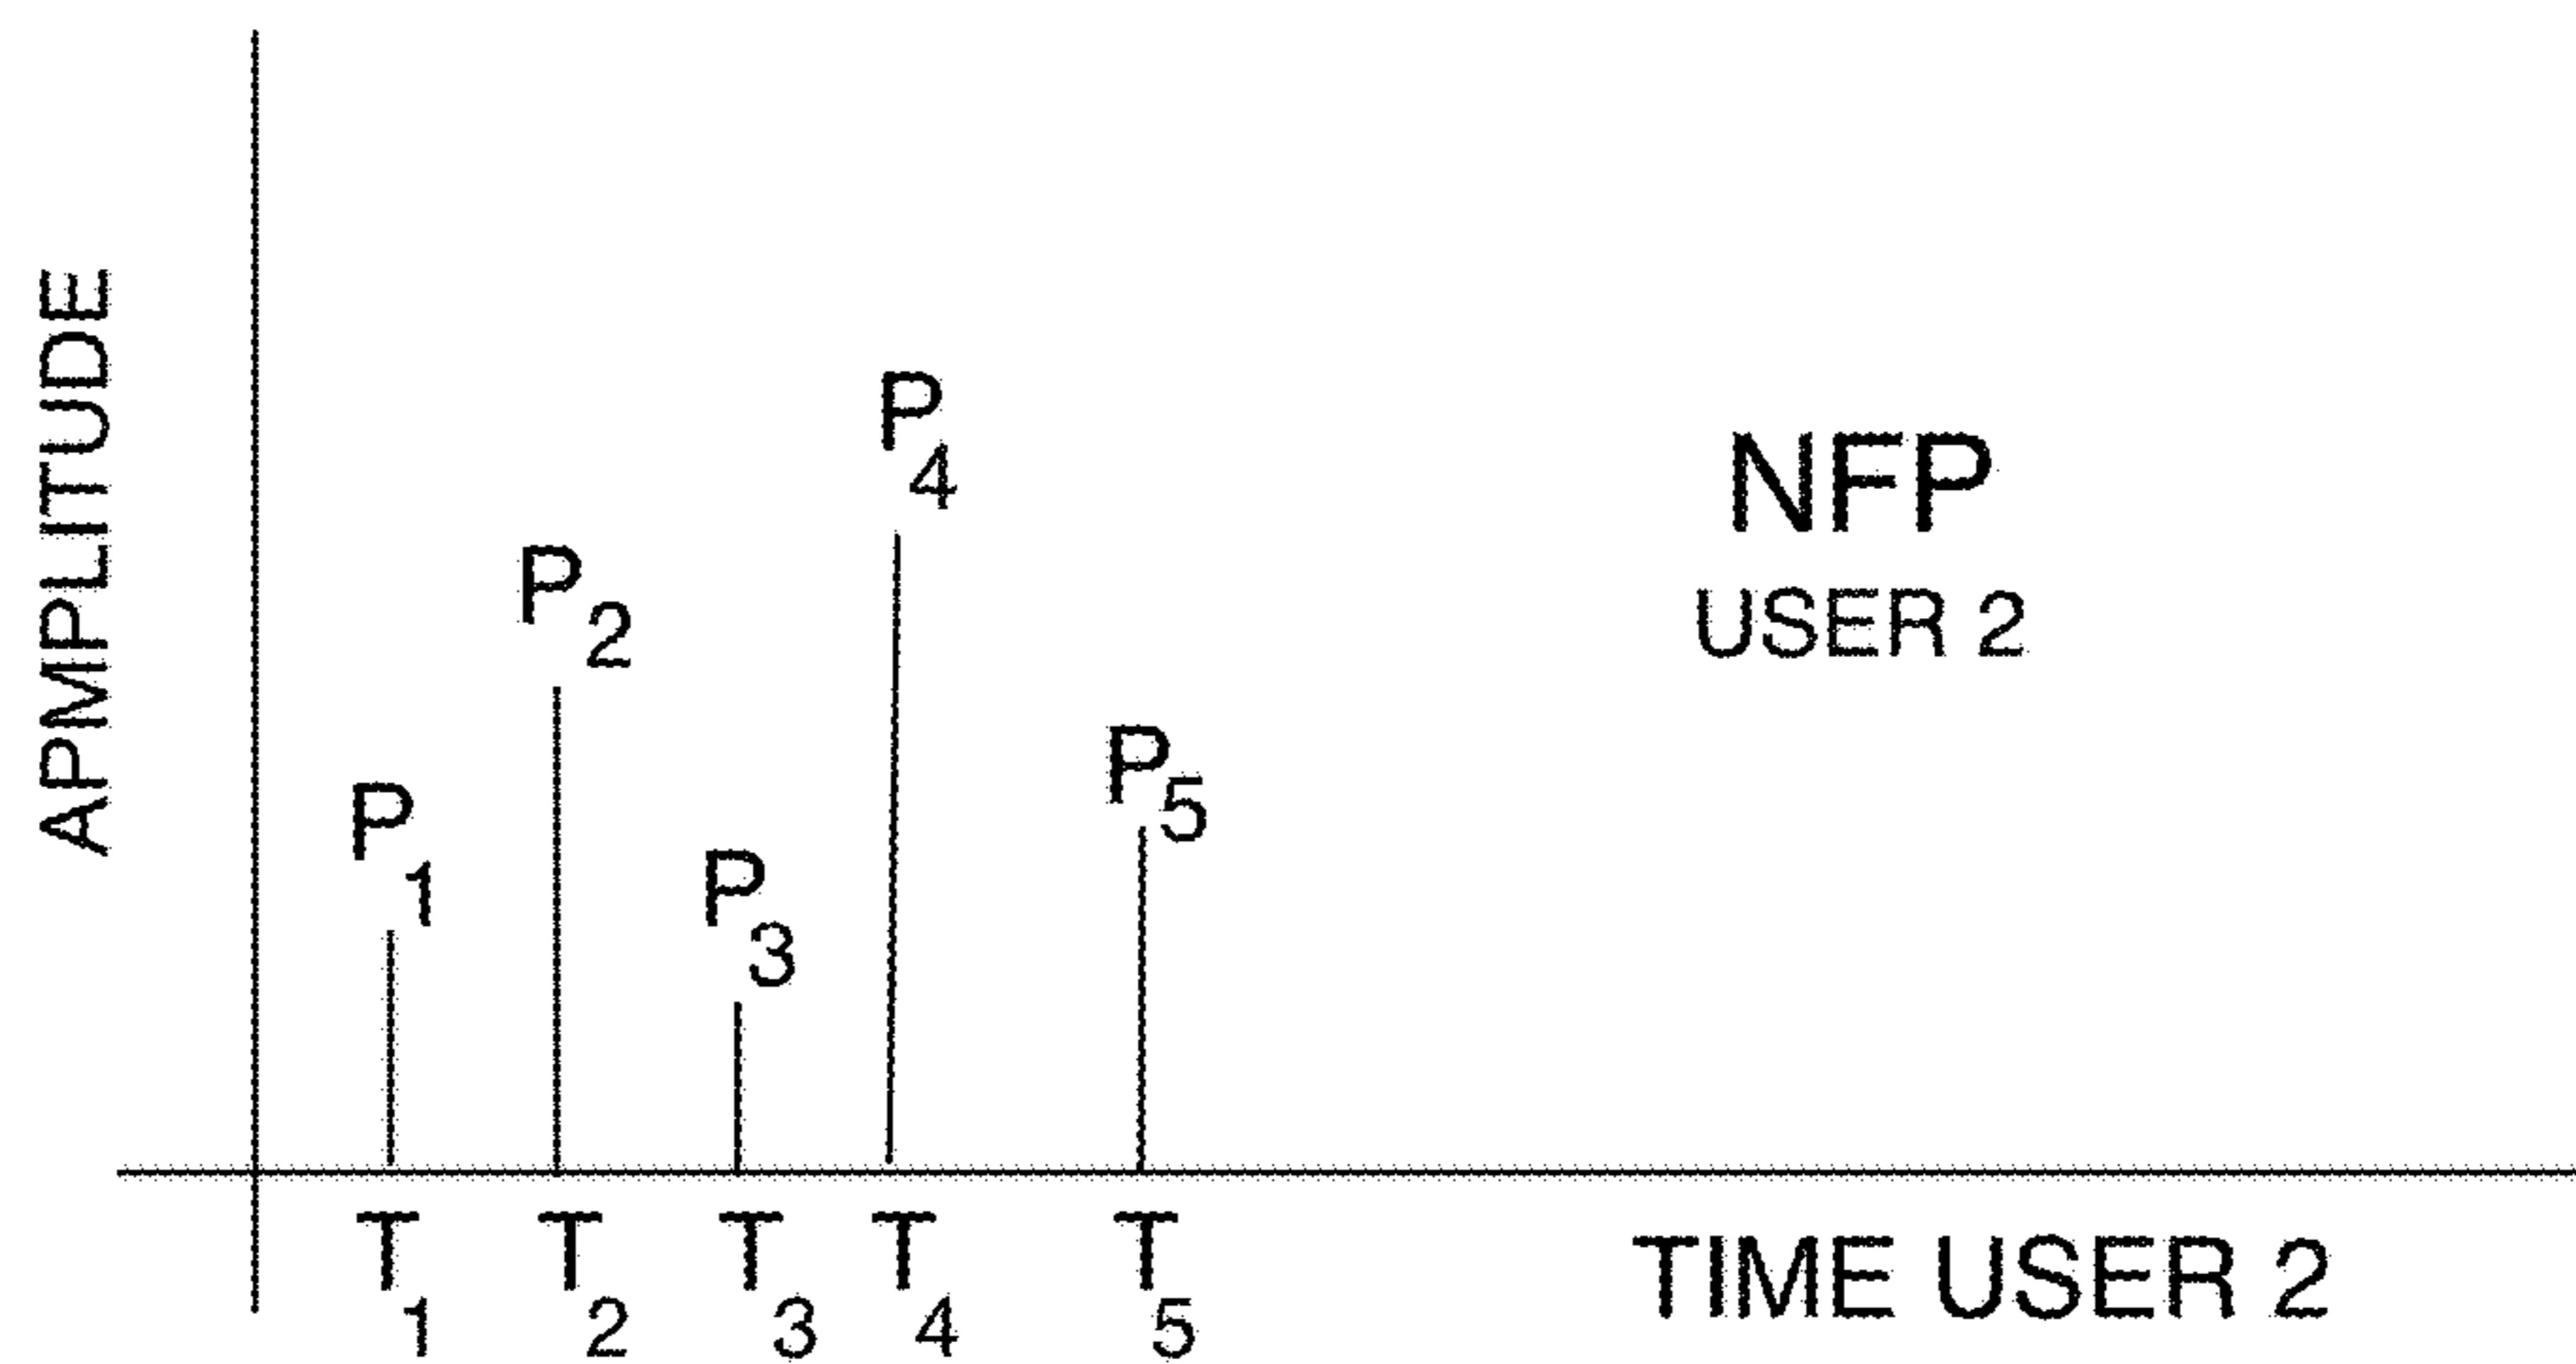 APMPLITUDE
P1
P2
P3
P4
P5
NFP
USER 2
T1 T2 T3 T4 T5
TIME USER 2